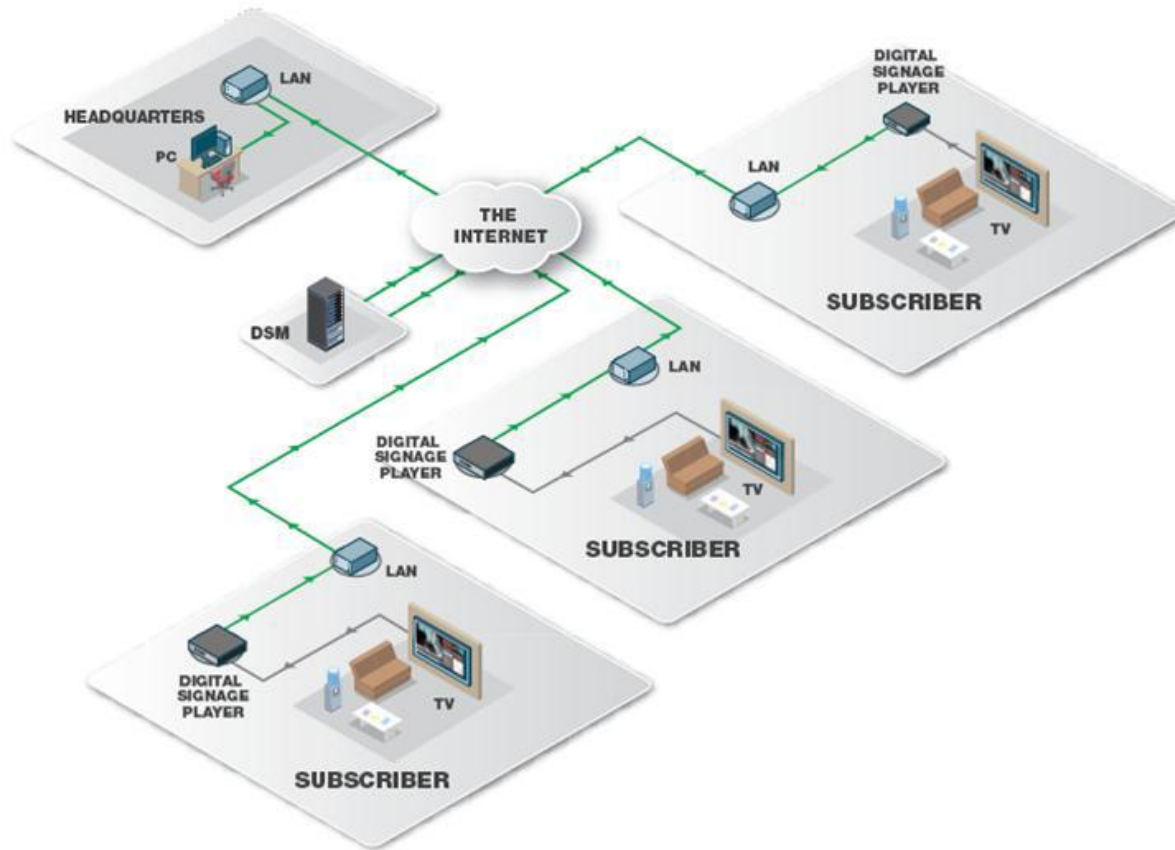 LAN
HEADQUARTERS
PC
THE
INTERNET
DSM
DIGITAL
SIGNAGE
PLAYER
LAN
TV
SUBSCRIBER
LAN
DIGITAL
SIGNAGE
PLAYER
TV
SUBSCRIBER
LAN
DIGITAL
SIGNAGE
PLAYER
TV
SUBSCRIBER